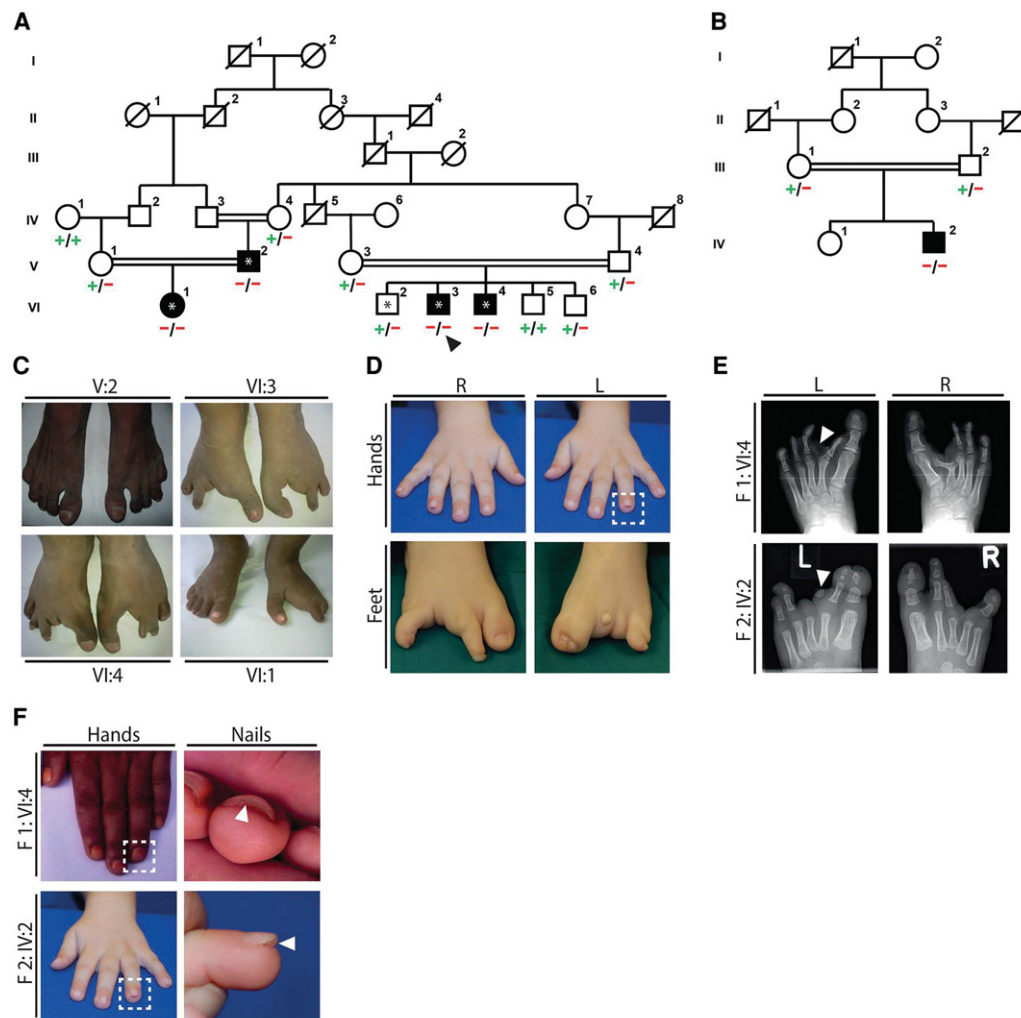 A
B
I
1
2
I
1
2
II
1
2
3
4
II
1
2
3
III
1
2
III
1
2
+/-
+/-
IV
1
2
3
4
5
6
7
8
+/+
+/-
IV
1
2
-/-
V
1
2
3
4
+/-
-/-
+/-
+/-
VI
1
2
3
4
5
6
* * * * *
-/-
+/-
-/-
-/-
+/+
+/-
C
V:2
VI:3
VI:4
VI:1
D
R
L
Hands
Feet
E
L
R
F 1: VI:4
F 2: IV:2
L
R
F
Hands
Nails
F 1: VI:4
F 2: IV:2